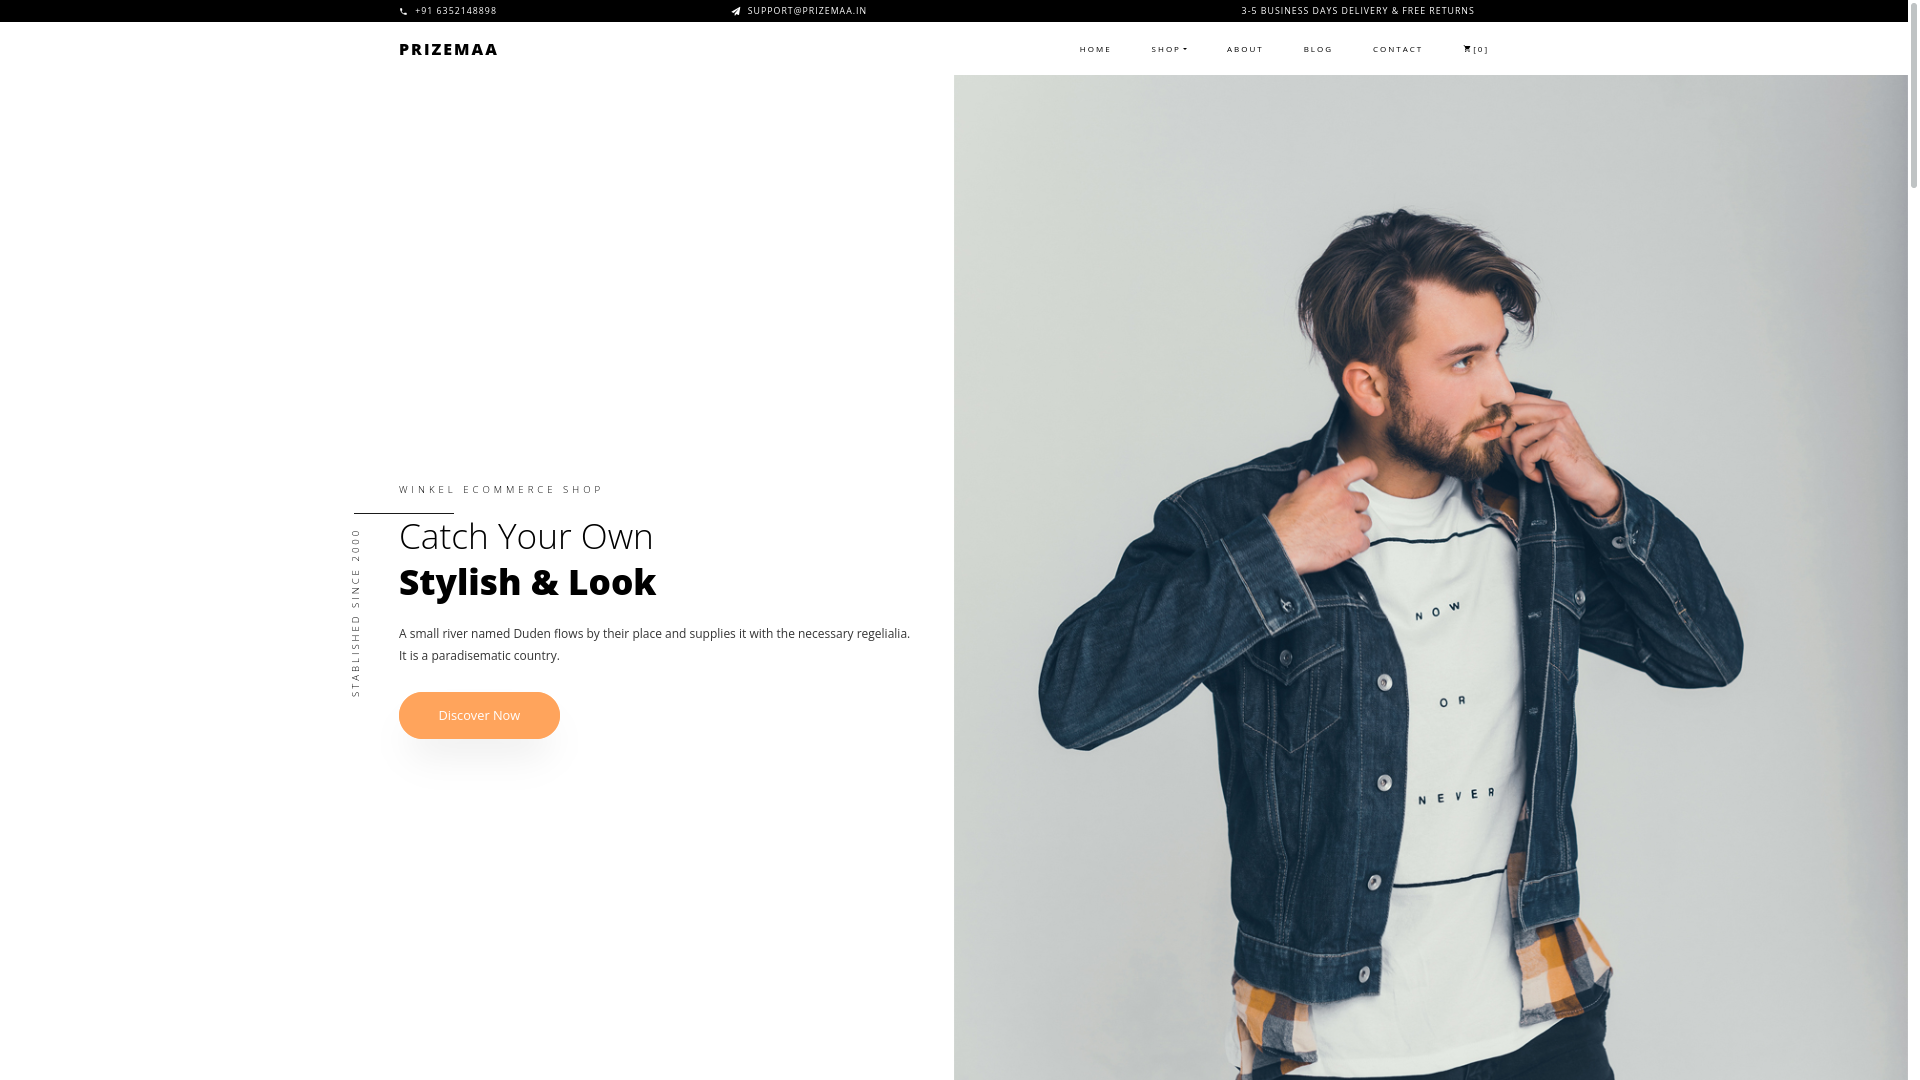 +91 6352148898
SUPPORT@PRIZEMAA.IN
3-5 BUSINESS DAYS DELIVERY & FREE RETURNS
PRIZEMAA
HOME
SHOP
ABOUT
BLOG
CONTACT
[0]
WINKEL ECOMMERCE SHOP
STABLISHED SINCE 2000
Catch Your Own
Stylish & Look
A small river named Duden flows by their place and supplies it with the necessary regelialia.
It is a paradisematic country.
Discover Now
NOW
OR
NEVER